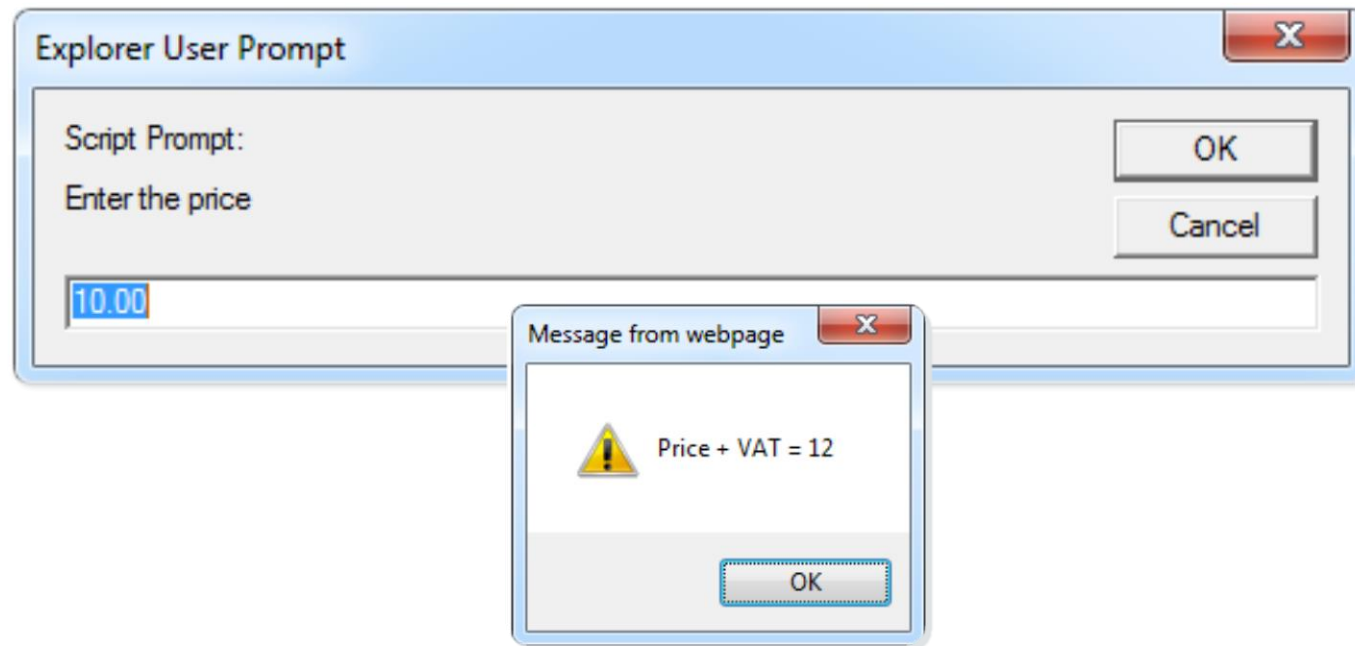 Explorer User Prompt
Script Prompt:
Enter the price
OK
Cancel
10.00
Message from webpage
Price + VAT = 12
OK